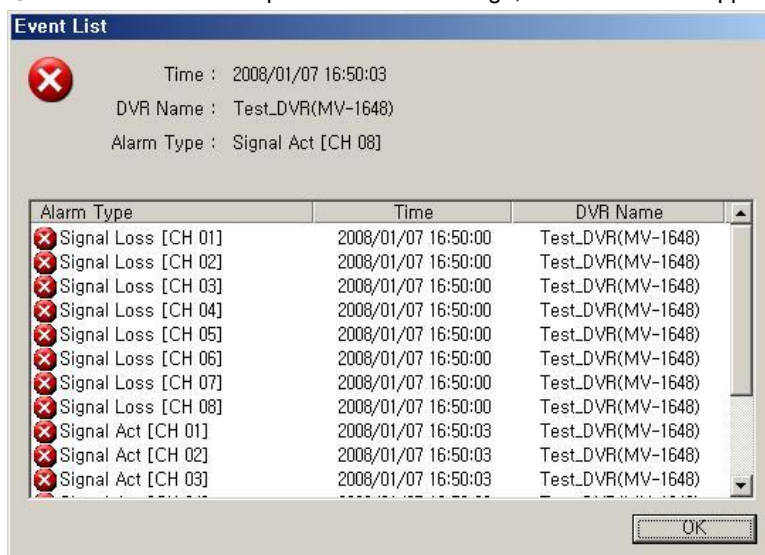 Event List
Time : 2008/01/07 16:50:03
DVR Name : Test_DVR(MV-1648)
Alarm Type : Signal Act [CH 08]
Alarm Type Time DVR Name
Signal Loss [CH 01] 2008/01/07 16:50:00 Test_DVR(MV-1648)
Signal Loss [CH 02] 2008/01/07 16:50:00 Test_DVR(MV-1648)
Signal Loss [CH 03] 2008/01/07 16:50:00 Test_DVR(MV-1648)
Signal Loss [CH 04] 2008/01/07 16:50:00 Test_DVR(MV-1648)
Signal Loss [CH 05] 2008/01/07 16:50:00 Test_DVR(MV-1648)
Signal Loss [CH 06] 2008/01/07 16:50:00 Test_DVR(MV-1648)
Signal Loss [CH 07] 2008/01/07 16:50:00 Test_DVR(MV-1648)
Signal Loss [CH 08] 2008/01/07 16:50:00 Test_DVR(MV-1648)
Signal Act [CH 01] 2008/01/07 16:50:03 Test_DVR(MV-1648)
Signal Act [CH 02] 2008/01/07 16:50:03 Test_DVR(MV-1648)
Signal Act [CH 03] 2008/01/07 16:50:03 Test_DVR(MV-1648)
OK